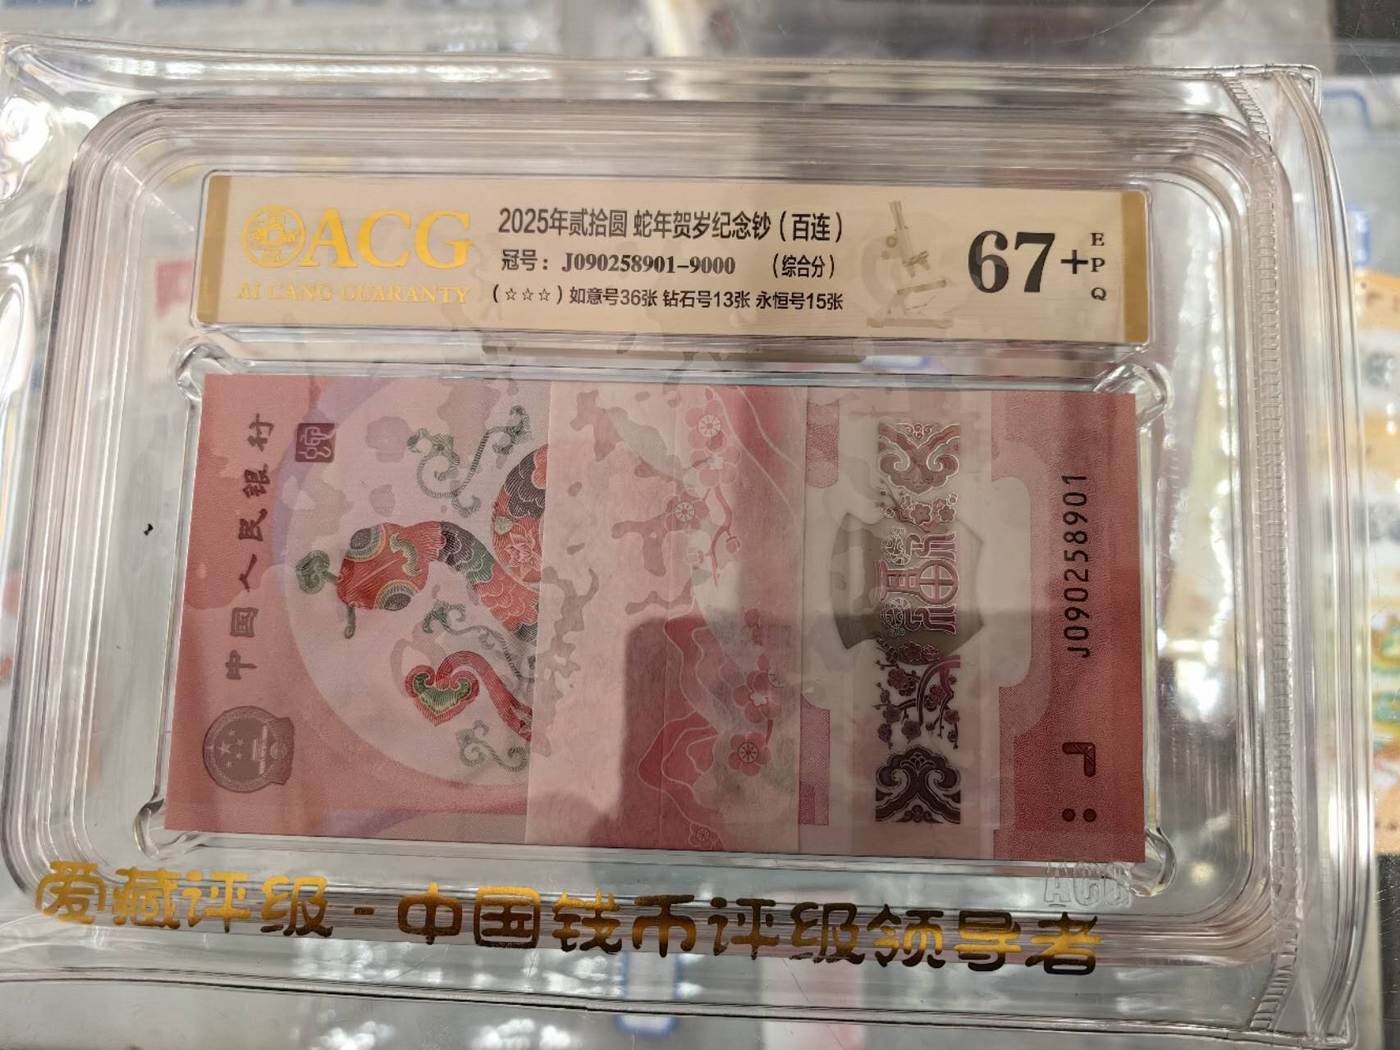 ACG
AI CANG GUARANTY
2025年贰拾圆 蛇年贺岁纪念钞（百连）
冠号：J090258901-9000 （综合分）
（☆☆☆）如意号36张 钻石号13张 永恒号15张
67+
EPQ
中国人民银行
福
J090258901
ACG
爱藏评级-中国钱币评级领导者